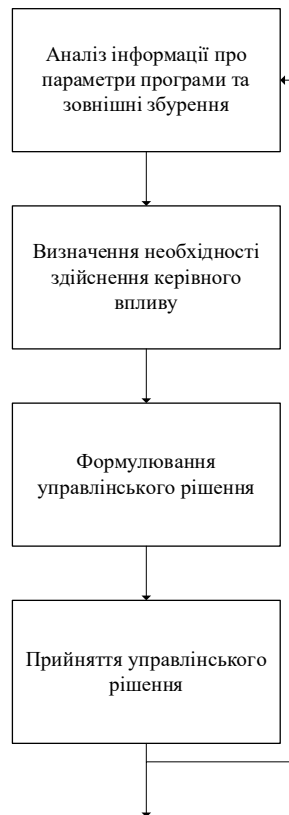 Аналіз інформації про
параметри програми та
зовнішні збурення
Визначення необхідності
здійснення керівного
впливу
Формулювання
управлінського рішення
Прийняття управлінського
рішення